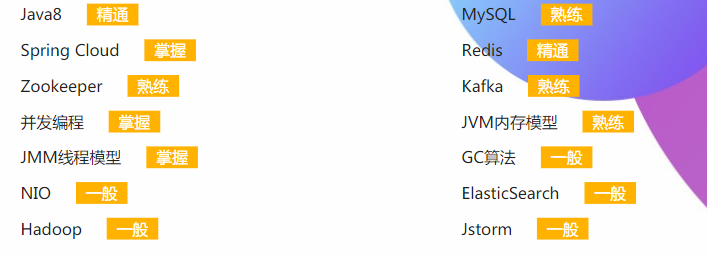 Java8 精通 MySQL 熟练
Spring Cloud 掌握 Redis 精通
Zookeeper 熟练 Kafka 熟练
并发编程 掌握 JVM内存模型 熟练
JMM线程模型 掌握 GC算法 一般
NIO 一般 ElasticSearch 一般
Hadoop 一般 Jstorm 一般